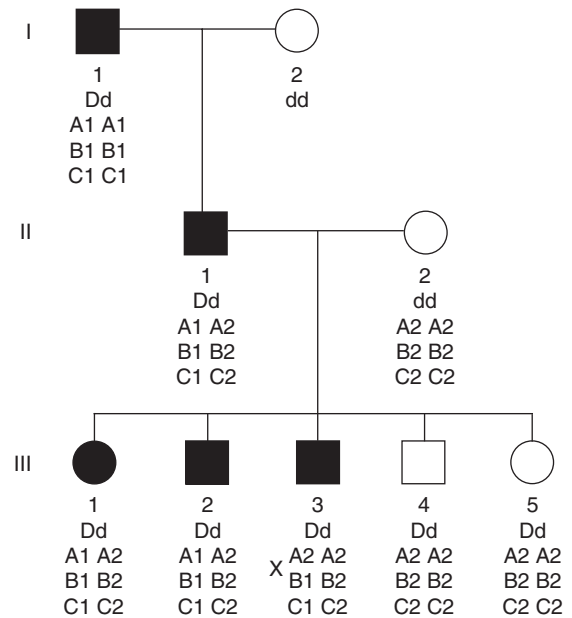 I
1
Dd
A1 A1
B1 B1
C1 C1
2
dd
II
1
Dd
A1 A2
B1 B2
C1 C2
2
dd
A2 A2
B2 B2
C2 C2
III
1
Dd
A1 A2
B1 B2
C1 C2
2
Dd
A1 A2
B1 B2
C1 C2
3
Dd
A2 A2
X B1 B2
C1 C2
4
Dd
A2 A2
B2 B2
C2 C2
5
Dd
A2 A2
B2 B2
C2 C2